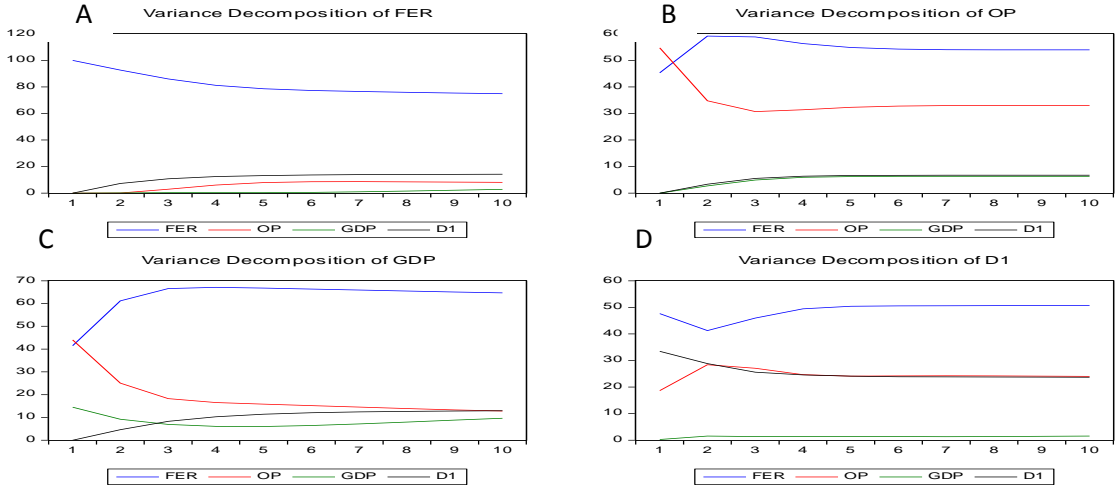 A
Variance Decomposition of FER
120
100
80
60
40
20
0
1 2 3 4 5 6 7 8 9 10
FER OP GDP D1
B
Variance Decomposition of OP
50
40
30
20
10
0
1 2 3 4 5 6 7 8 9 10
FER OP GDP D1
C
Variance Decomposition of GDP
70
60
50
40
30
20
10
0
1 2 3 4 5 6 7 8 9 10
FER OP GDP D1
D
Variance Decomposition of D1
60
50
40
30
20
10
0
1 2 3 4 5 6 7 8 9 10
FER OP GDP D1